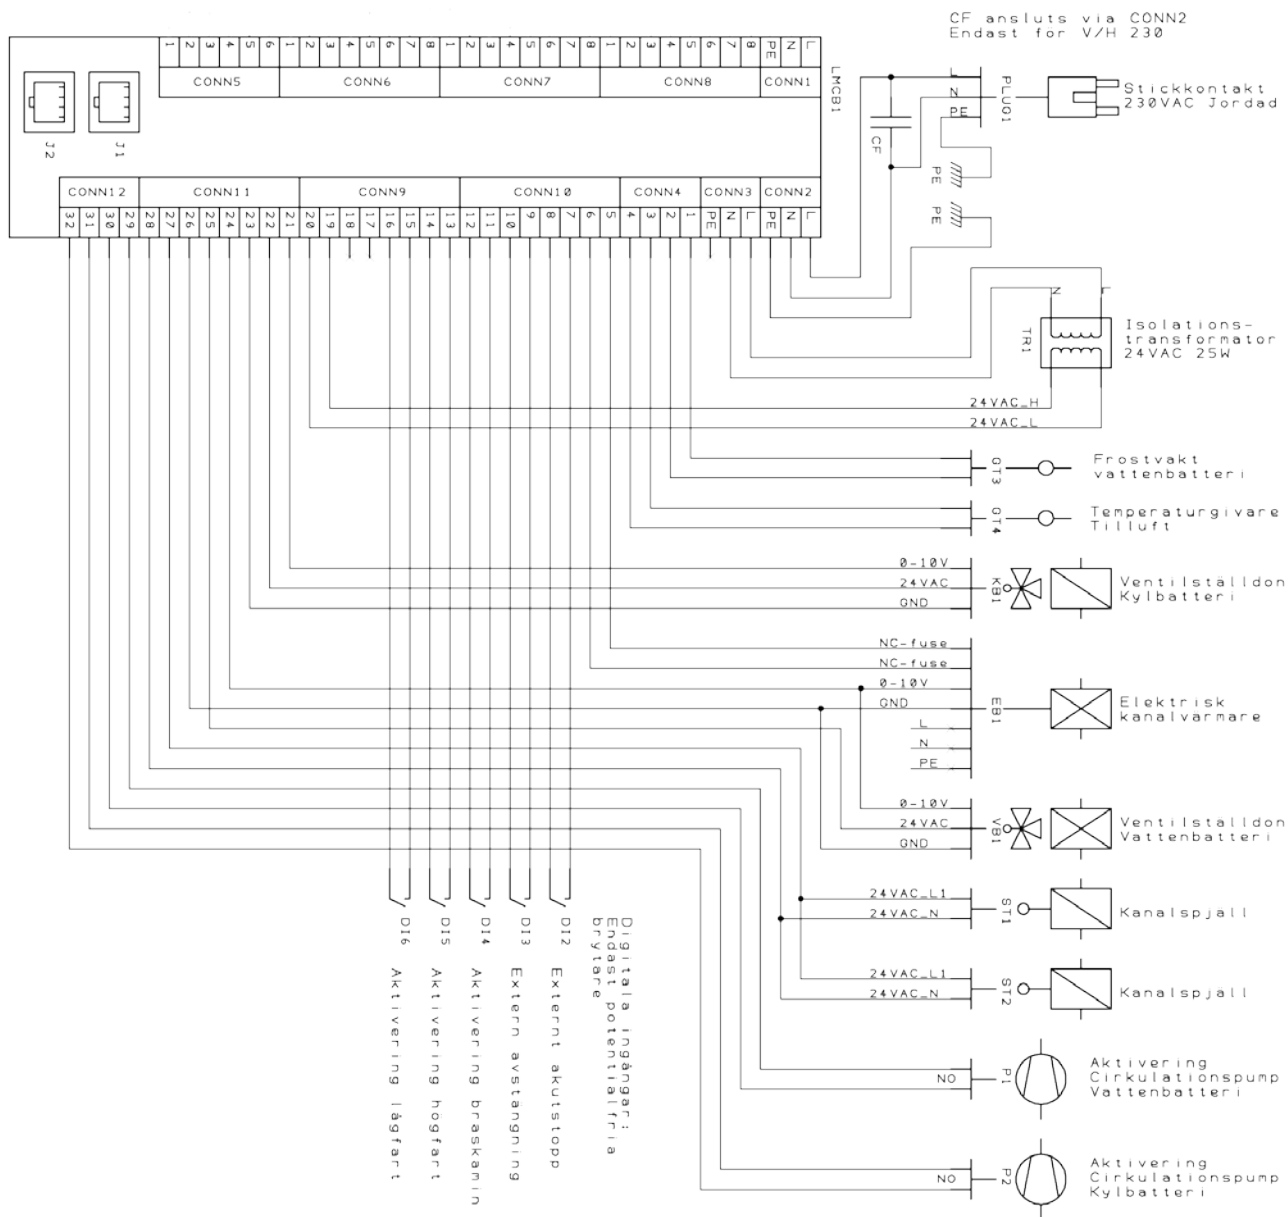 CF ansluts via CONN2
Endast för V/H 230
1 2 3 4 5 6 1 2 3 4 5 6 7 8 1 2 3 4 5 6 7 8 1 2 3 4 5 6 7 8 PE N L
CONN5 CONN6 CONN7 CONN8 CONN1
LMCB1
J2 J1
L
N
PE
PLUG1
Stickkontakt
230VAC Jordad
CF
PE
PE
CONN12 CONN11 CONN9 CONN10 CONN4 CONN3 CONN2
32 31 30 29 28 27 26 25 24 23 22 21 20 19 18 17 16 15 14 13 12 11 10 9 8 7 6 5 4 3 2 1 PE N L PE N L
N L
TR1
Isolations-
transformator
24VAC 25W
24VAC_H
24VAC_L
GT3
Frostvakt
vattenbatteri
GT4
Temperaturgivare
Tilluft
0-10V
24VAC
GND
KB1
Ventilställdon
Kylbatteri
NC-fuse
NC-fuse
0-10V
GND
L
N
PE
EB1
Elektrisk
kanalvärmare
0-10V
24VAC
GND
VB1
Ventilställdon
Vattenbatteri
24VAC_L1
24VAC_N
ST1
Kanalspjäll
24VAC_L1
24VAC_N
ST2
Kanalspjäll
NO
P1
Aktivering
Cirkulationspump
Vattenbatteri
NO
P2
Aktivering
Cirkulationspump
Kylbatteri
Digitala ingångar:
Endast potentialfria
brytare
DI2 Externt akutstopp
DI3 Extern avstängning
DI4 Aktivering braskamin
DI5 Aktivering högfart
DI6 Aktivering lågfart